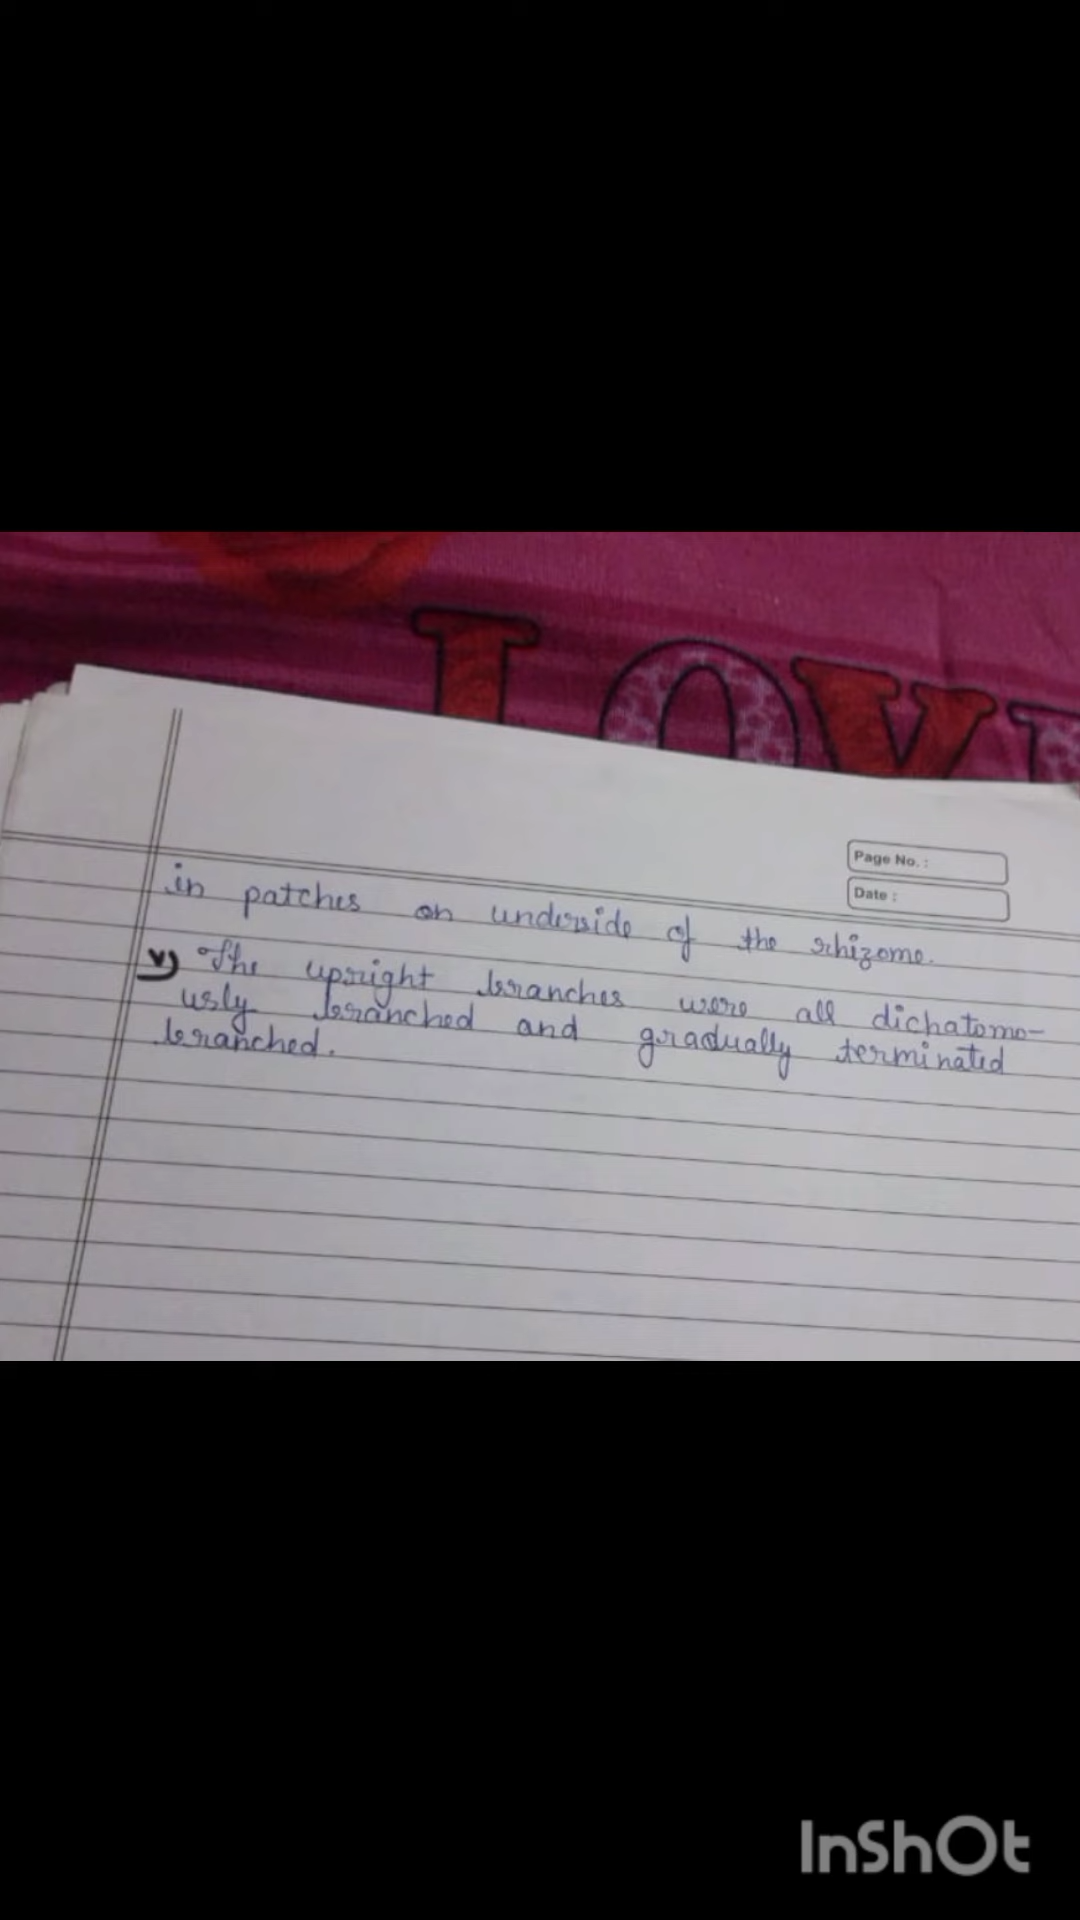 LOV
Page No. :
Date :
in patches on underside of the rhizome.
v) The upright branches were all dichatomo-
usly branched and gradually terminated
branched.
InShOt